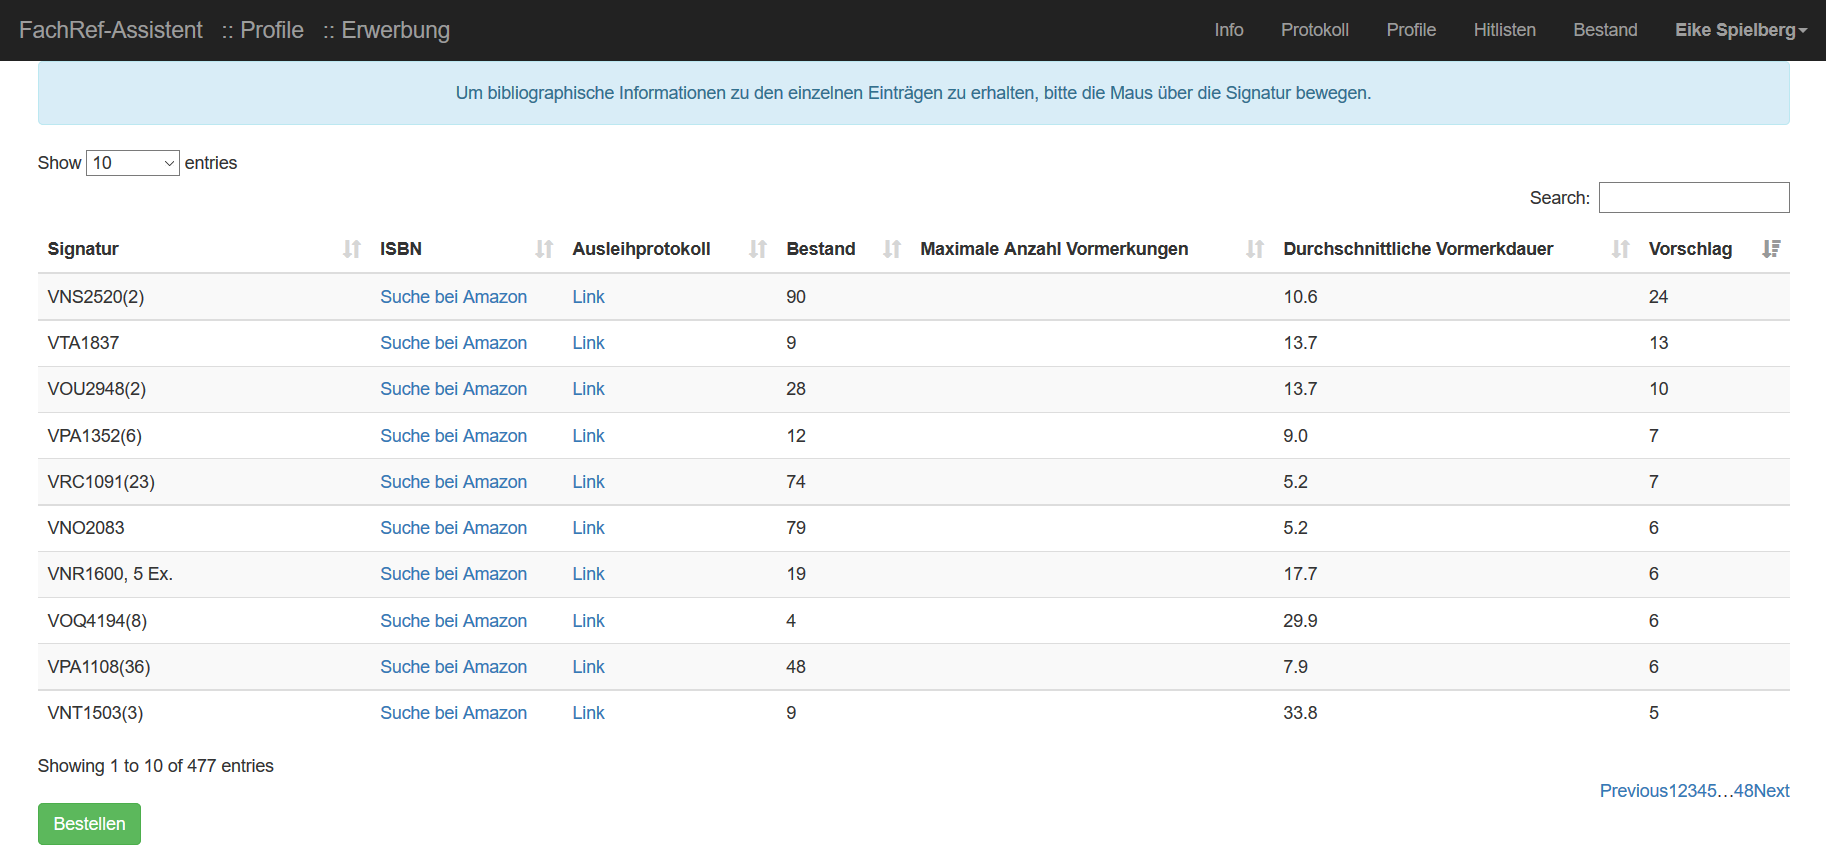 FachRef-Assistent :: Profile :: Erwerbung Info Protokoll Profile Hitlisten Bestand Eike Spielberg
Um bibliographische Informationen zu den einzelnen Einträgen zu erhalten, bitte die Maus über die Signatur bewegen.
Show 10 entries
Search:
Signatur ISBN Ausleihprotokoll Bestand Maximale Anzahl Vormerkungen Durchschnittliche Vormerkdauer Vorschlag
VNS2520(2) Suche bei Amazon Link 90 10.6 24
VTA1837 Suche bei Amazon Link 9 13.7 13
VOU2948(2) Suche bei Amazon Link 28 13.7 10
VPA1352(6) Suche bei Amazon Link 12 9.0 7
VRC1091(23) Suche bei Amazon Link 74 5.2 7
VNO2083 Suche bei Amazon Link 79 5.2 6
VNR1600, 5 Ex. Suche bei Amazon Link 19 17.7 6
VOQ4194(8) Suche bei Amazon Link 4 29.9 6
VPA1108(36) Suche bei Amazon Link 48 7.9 6
VNT1503(3) Suche bei Amazon Link 9 33.8 5
Showing 1 to 10 of 477 entries
Previous12345…48Next
Bestellen